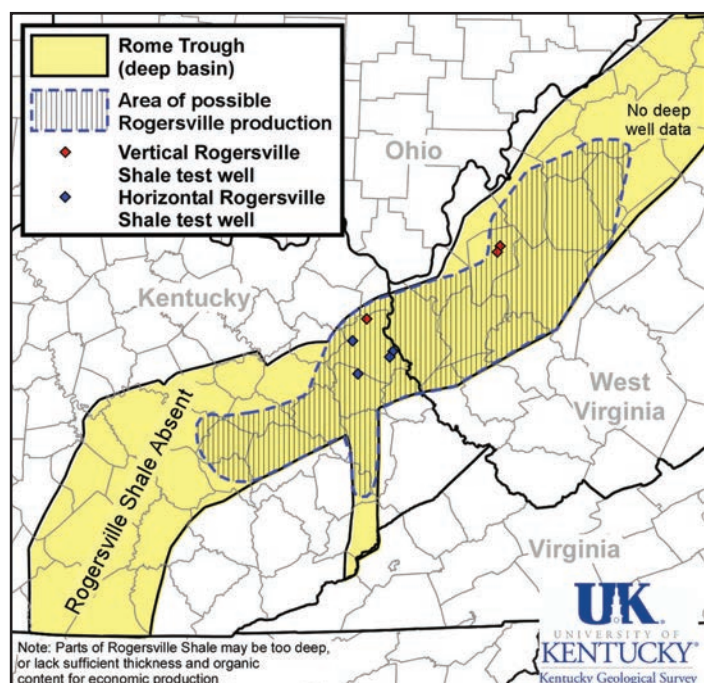 Rome Trough
(deep basin)
Area of possible
Rogersville production
Vertical Rogersville
Shale test well
Horizontal Rogersville
Shale test well
No deep
well data
Ohio
Kentucky
West
Virginia
Rogersville Shale Absent
Virginia
Note: Parts of Rogersville Shale may be too deep,
or lack sufficient thickness and organic
content for economic production
UK
UNIVERSITY OF
KENTUCKY
Kentucky Geological Survey